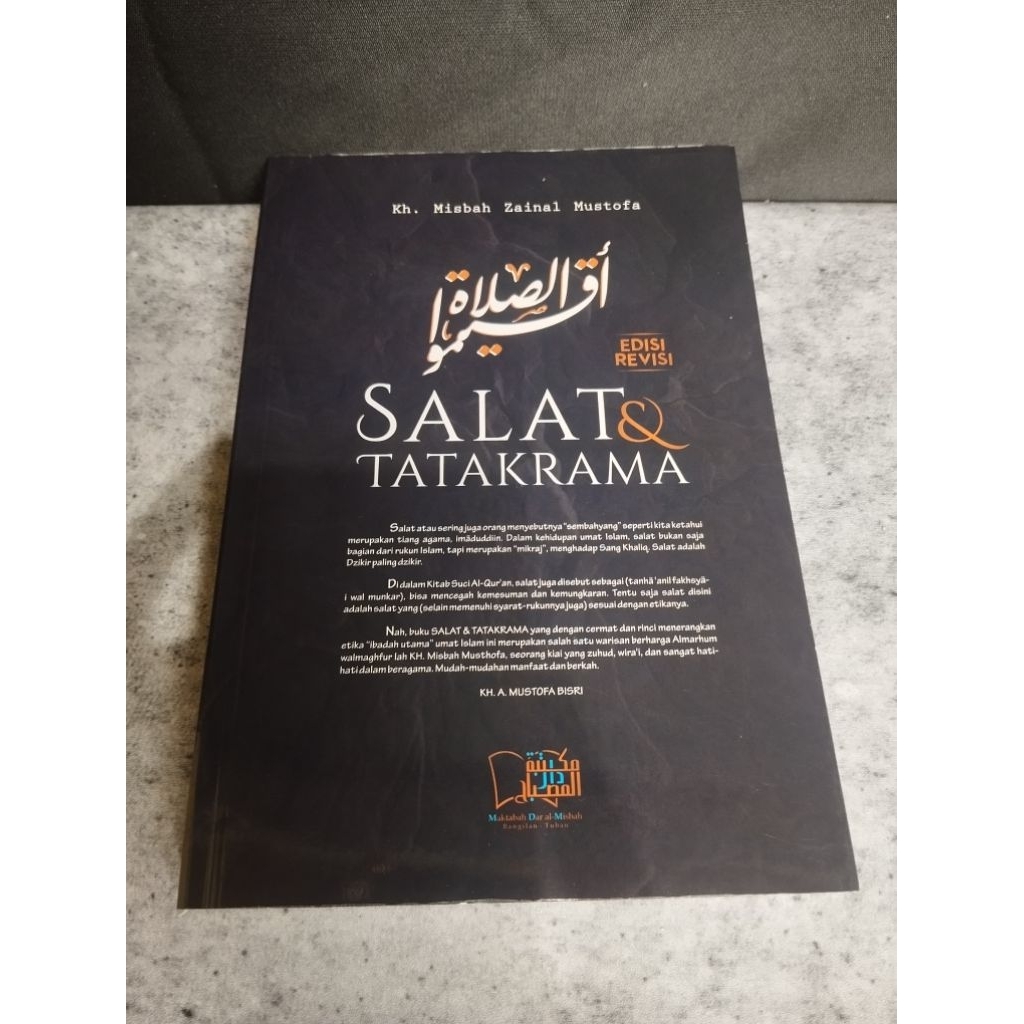 Kh. Misbah Zainal Mustofa
أقيموا الصلاة
EDISI
REVISI
SALAT &
TATAKRAMA
Salat atau sering juga orang menyebutnya "sembahyang" seperti kita ketahui
merupakan tiang agama, imâduddiin. Dalam kehidupan umat Islam, salat bukan saja
bagian dari rukun Islam, tapi merupakan "mikraj", menghadap Sang Khaliq. Salat adalah
Dzikir paling dzikir.
Di dalam Kitab Suci Al-Qur'an, salat juga disebut sebagai (tanhâ 'anil fakhsyâ-
i wal munkar), bisa mencegah kemesuman dan kemungkaran. Tentu saja salat disini
adalah salat yang (selain memenuhi syarat-rukunnya juga) sesuai dengan etikanya.
Nah, buku SALAT & TATAKRAMA yang dengan cermat dan rinci menerangkan
etika "ibadah utama" umat Islam ini merupakan salah satu warisan berharga Almarhum
walmaghfur lah KH. Misbah Musthofa, seorang kiai yang zuhud, wira'i, dan sangat hati-
hati dalam beragama. Mudah-mudahan manfaat dan berkah.
KH. A. MUSTOFA BISRI
مكتبة
دار
المصباح
Maktabah Dar al-Misbah
Bangilan - Tuban